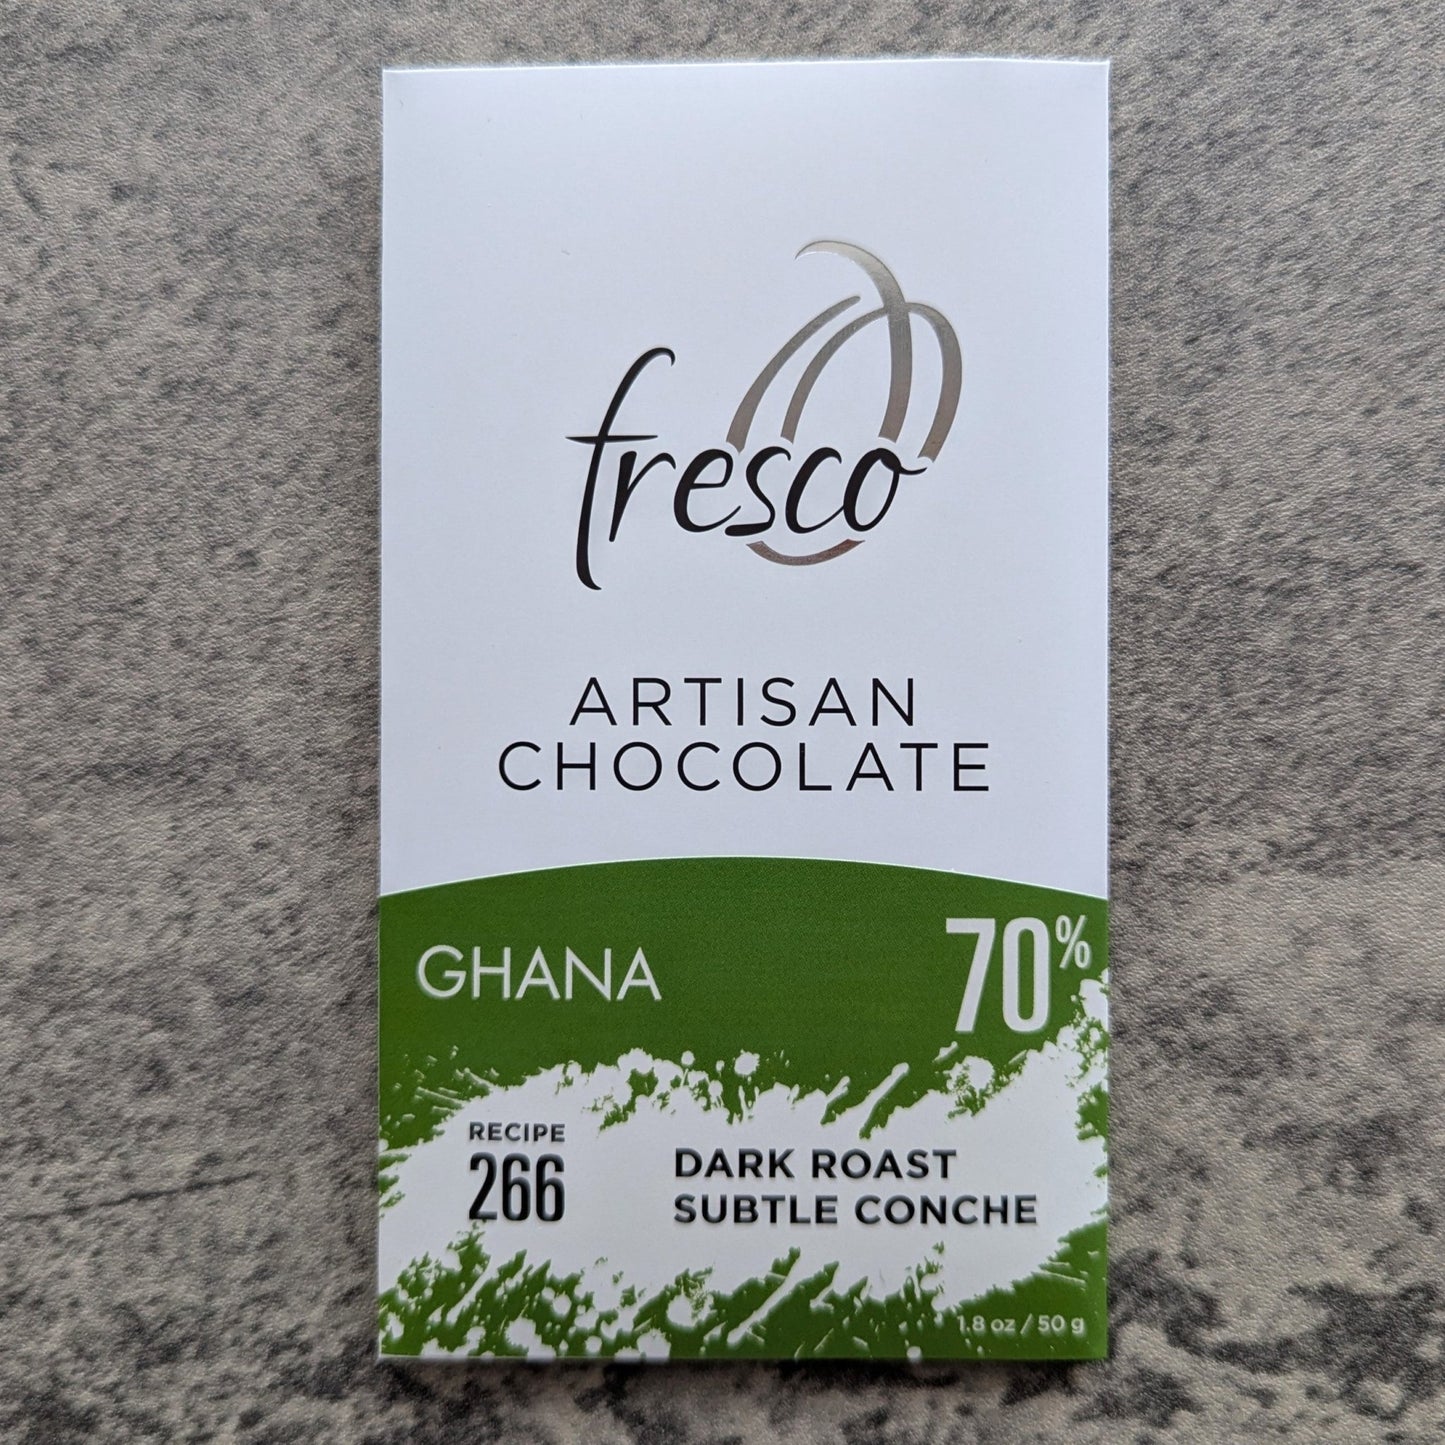 fresco
ARTISAN
CHOCOLATE
GHANA
70%
RECIPE
266
DARK ROAST
SUBTLE CONCHE
1.8 oz / 50 g